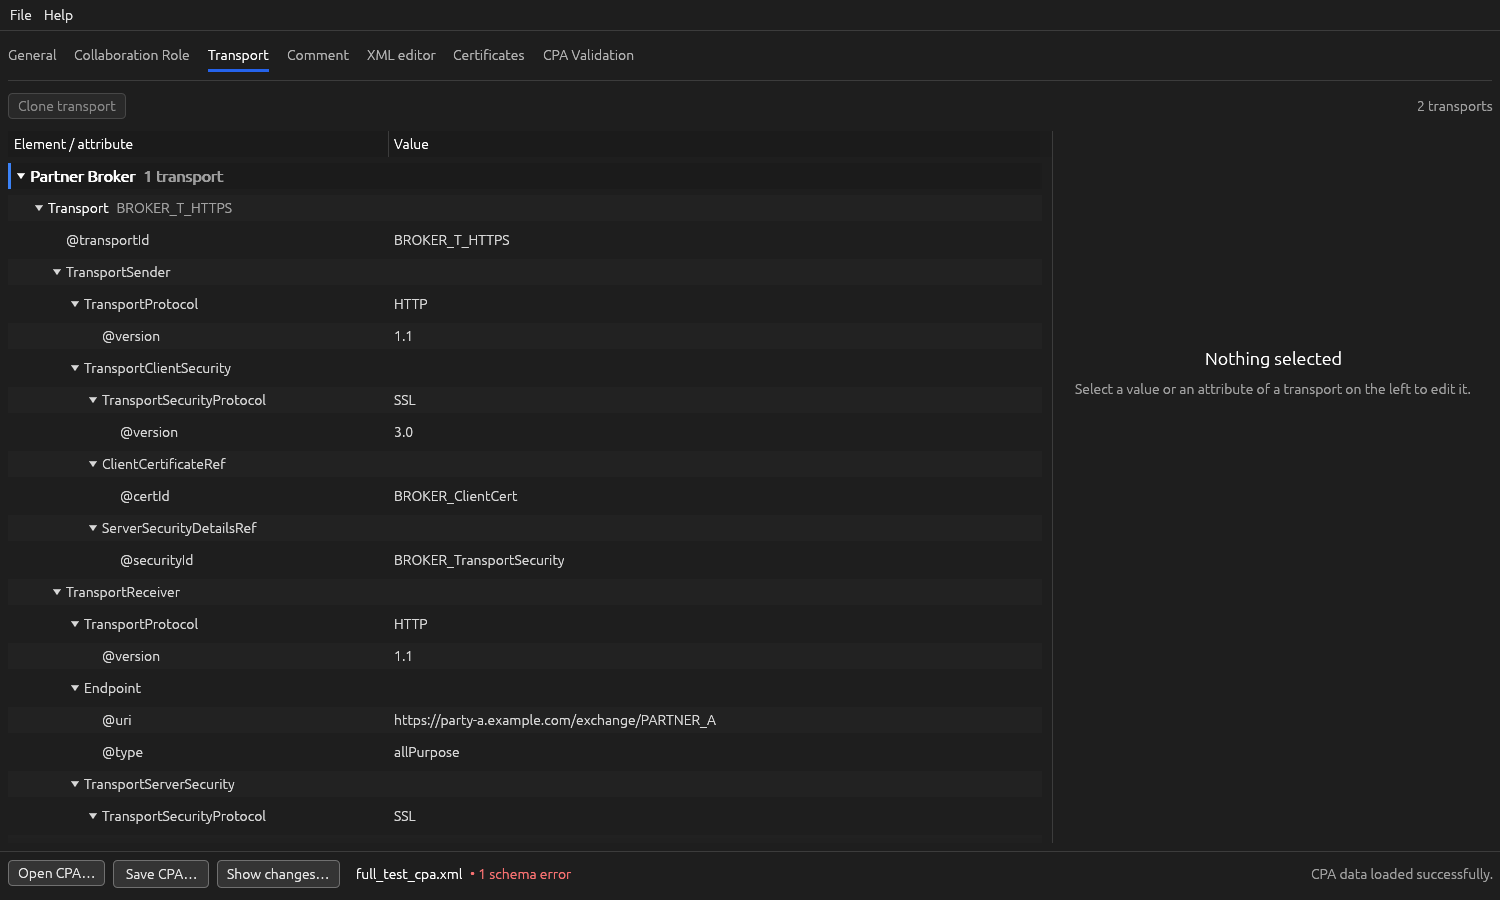 File Help
General Collaboration Role Transport Comment XML editor Certificates CPA Validation
Clone transport 2 transports
Element / attribute Value
Partner Broker 1 transport
Transport BROKER_T_HTTPS
@transportId BROKER_T_HTTPS
TransportSender
TransportProtocol HTTP
@version 1.1
TransportClientSecurity
TransportSecurityProtocol SSL
@version 3.0
ClientCertificateRef
@certId BROKER_ClientCert
ServerSecurityDetailsRef
@securityId BROKER_TransportSecurity
TransportReceiver
TransportProtocol HTTP
@version 1.1
Endpoint
@uri https://party-a.example.com/exchange/PARTNER_A
@type allPurpose
TransportServerSecurity
TransportSecurityProtocol SSL
Nothing selected
Select a value or an attribute of a transport on the left to edit it.
Open CPA... Save CPA... Show changes... full_test_cpa.xml • 1 schema error CPA data loaded successfully.